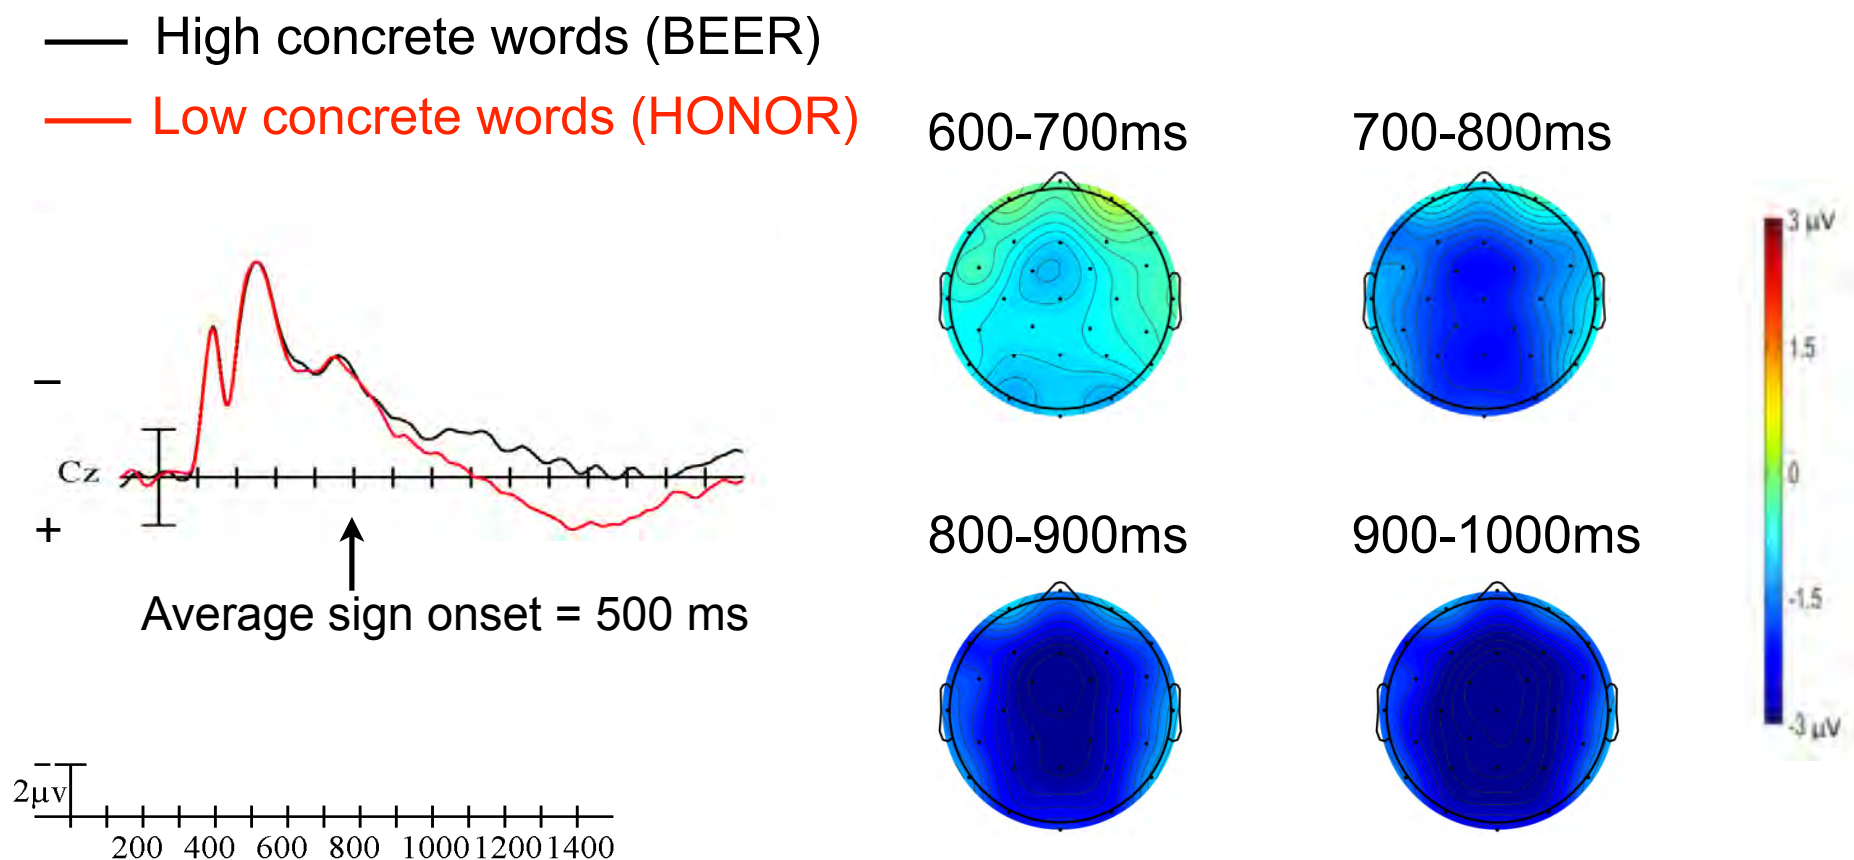 High concrete words (BEER)
Low concrete words (HONOR)
600-700ms
700-800ms
3 μV
1.5
0
-1.5
-3 μV
–
Cz
+
Average sign onset = 500 ms
800-900ms
900-1000ms
–
2μv
200 400 600 800 1000 1200 1400